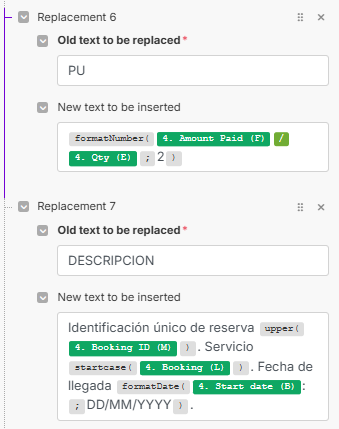 Replacement 6
Old text to be replaced*
PU
New text to be inserted
formatNumber( 4. Amount Paid (F) /
4. Qty (E) ; 2 )
Replacement 7
Old text to be replaced*
DESCRIPCION
New text to be inserted
Identificación único de reserva upper(
4. Booking ID (M) ) . Servicio
startcase( 4. Booking (L) ) . Fecha de
llegada formatDate( 4. Start date (B) :
; DD/MM/YYYY ) .